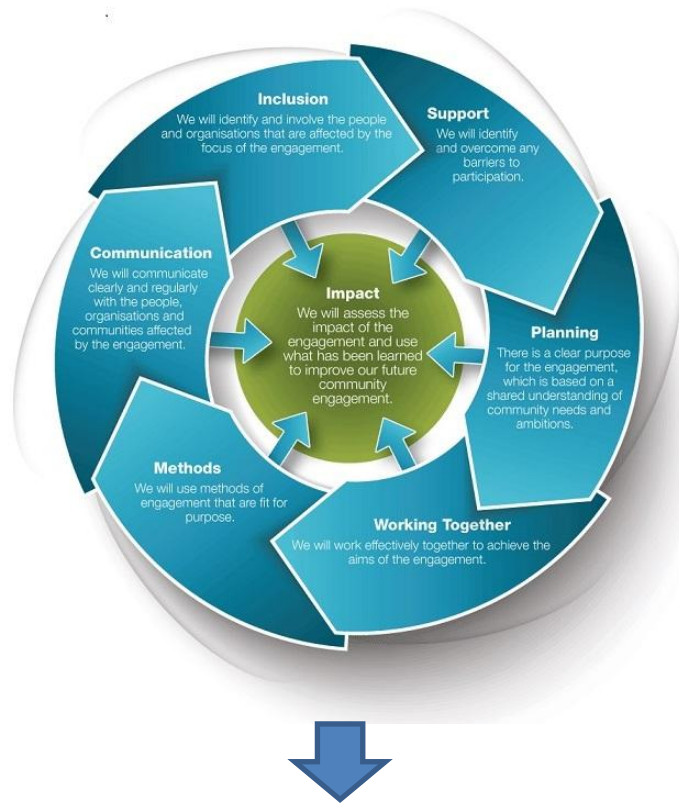 Inclusion
We will identify and involve the people
and organisations that are affected by the
focus of the engagement.
Support
We will identify
and overcome any
barriers to
participation.
Planning
There is a clear purpose
for the engagement,
which is based on a
shared understanding of
community needs and
ambitions.
Working Together
We will work effectively together to achieve the
aims of the engagement.
Methods
We will use methods of
engagement that are fit for
purpose.
Communication
We will communicate
clearly and regularly
with the people,
organisations and
communities affected
by the engagement.
Impact
We will assess the
impact of the
engagement and use
what has been learned
to improve our future
community
engagement.